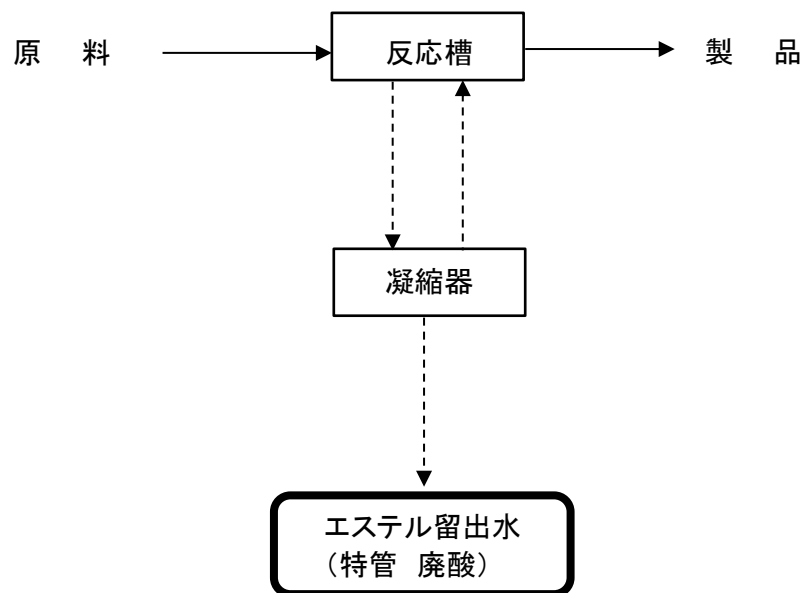 原　料
反応槽
製　品
凝縮器
エステル留出水
（特管　廃酸）